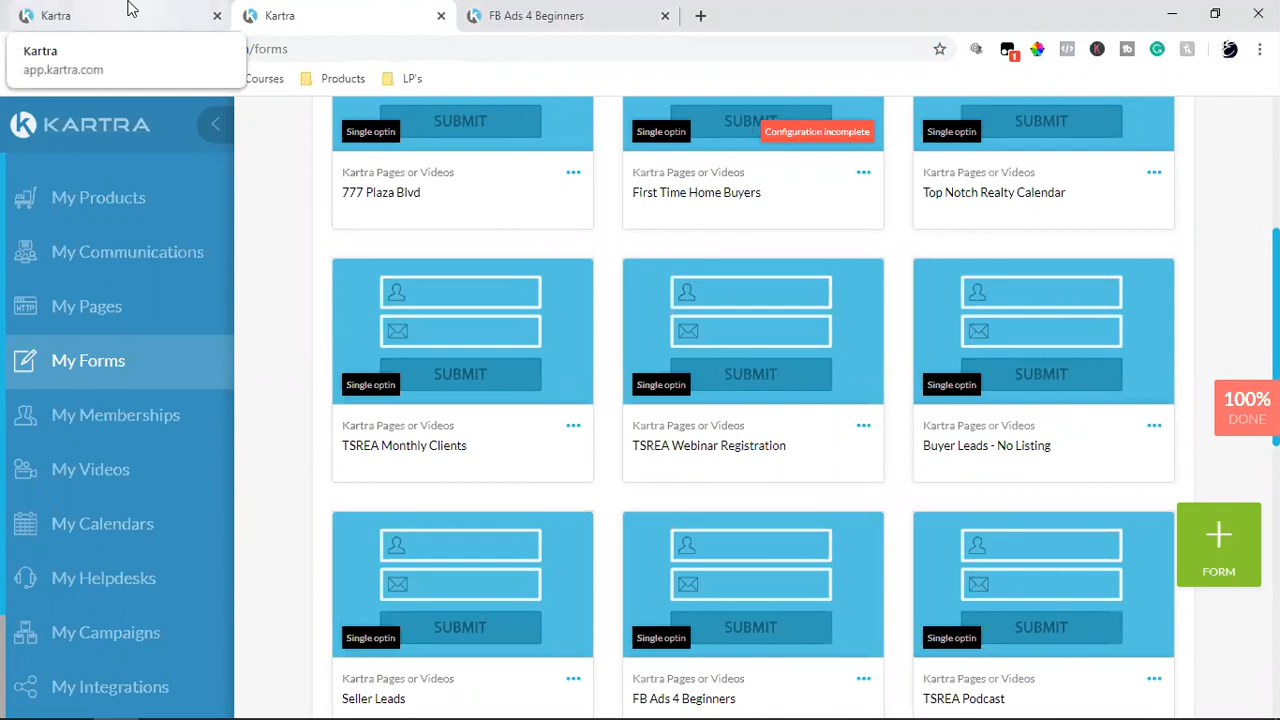 Kartra
Kartra
FB Ads 4 Beginners
Kartra
app.kartra.com
/forms
1
Courses
Products
LP's
KARTRA
My Products
My Communications
My Pages
HTTP
My Forms
My Memberships
My Videos
My Calendars
My Helpdesks
My Campaigns
My Integrations
SUBMIT
Single optin
Kartra Pages or Videos
777 Plaza Blvd
SUBMIT
Single optin
Configuration incomplete
Kartra Pages or Videos
First Time Home Buyers
SUBMIT
Single optin
Kartra Pages or Videos
Top Notch Realty Calendar
SUBMIT
Single optin
Kartra Pages or Videos
TSREA Monthly Clients
SUBMIT
Single optin
Kartra Pages or Videos
TSREA Webinar Registration
SUBMIT
Single optin
Kartra Pages or Videos
Buyer Leads - No Listing
SUBMIT
Single optin
Kartra Pages or Videos
Seller Leads
SUBMIT
Single optin
Kartra Pages or Videos
FB Ads 4 Beginners
SUBMIT
Single optin
Kartra Pages or Videos
TSREA Podcast
100%
DONE
FORM